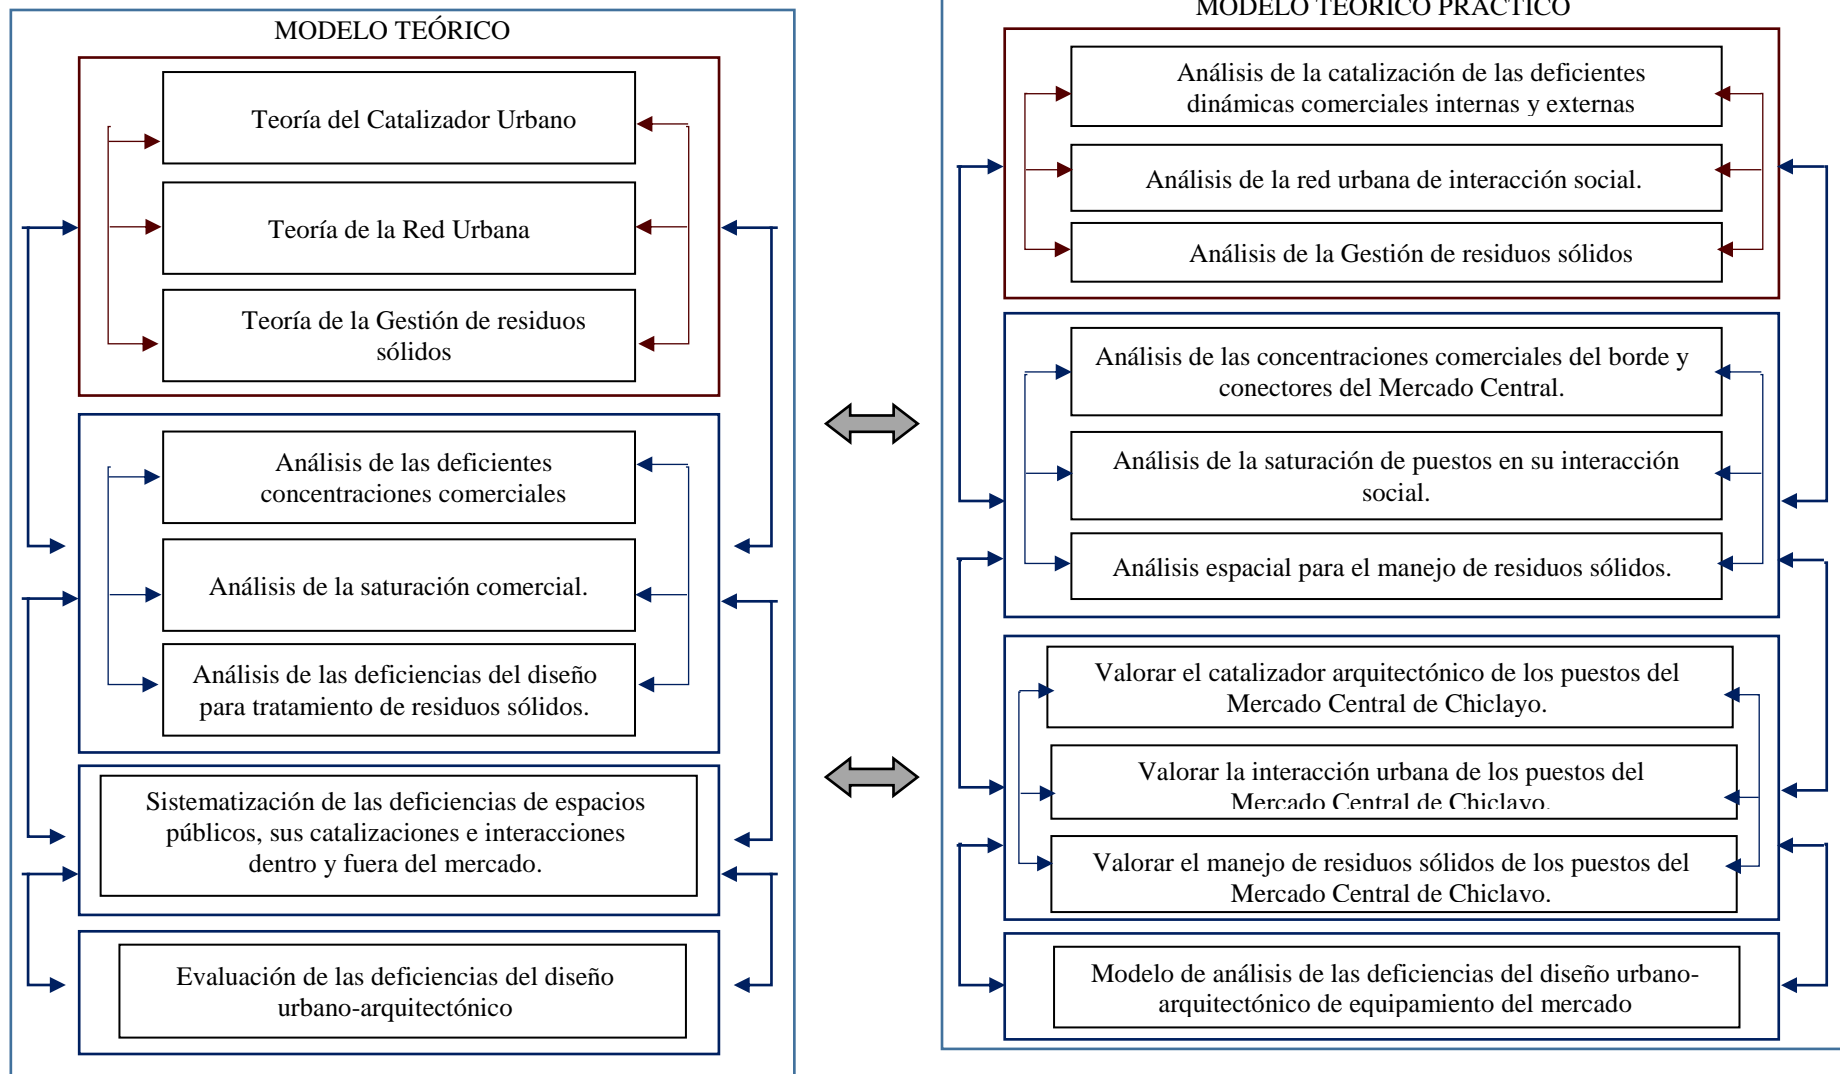 MODELO TEÓRICO
Teoría del Catalizador Urbano
Teoría de la Red Urbana
Teoría de la Gestión de residuos
sólidos
Análisis de las deficientes
concentraciones comerciales
Análisis de la saturación comercial.
Análisis de las deficiencias del diseño
para tratamiento de residuos sólidos.
Sistematización de las deficiencias de espacios
públicos, sus catalizaciones e interacciones
dentro y fuera del mercado.
Evaluación de las deficiencias del diseño
urbano-arquitectónico
MODELO TEÓRICO PRÁCTICO
Análisis de la catalización de las deficientes
dinámicas comerciales internas y externas
Análisis de la red urbana de interacción social.
Análisis de la Gestión de residuos sólidos
Análisis de las concentraciones comerciales del borde y
conectores del Mercado Central.
Análisis de la saturación de puestos en su interacción
social.
Análisis espacial para el manejo de residuos sólidos.
Valorar el catalizador arquitectónico de los puestos del
Mercado Central de Chiclayo.
Valorar la interacción urbana de los puestos del
Mercado Central de Chiclayo.
Valorar el manejo de residuos sólidos de los puestos del
Mercado Central de Chiclayo.
Modelo de análisis de las deficiencias del diseño urbano-
arquitectónico de equipamiento del mercado